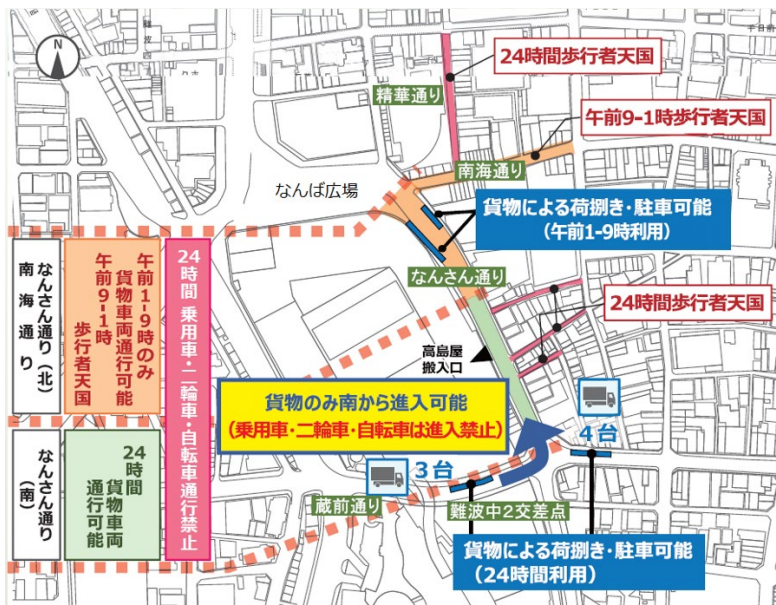 N
24時間歩行者天国
精華通り
午前9-1時歩行者天国
南海通り
なんば広場
貨物による荷捌き・駐車可能
（午前1-9時利用）
なんさん通り
24時間歩行者天国
高島屋
搬入口
貨物のみ南から進入可能
（乗用車・二輪車・自転車は進入禁止）
4台
3台
蔵前通り
難波中2交差点
貨物による荷捌き・駐車可能
（24時間利用）
なんさん通り（北）
南海通り
午前1-9時のみ
貨物車両通行可能
午前9-1時
歩行者天国
24時間 乗用車・二輪車・自転車通行禁止
なんさん通り
（南）
24時間
貨物車両
通行可能